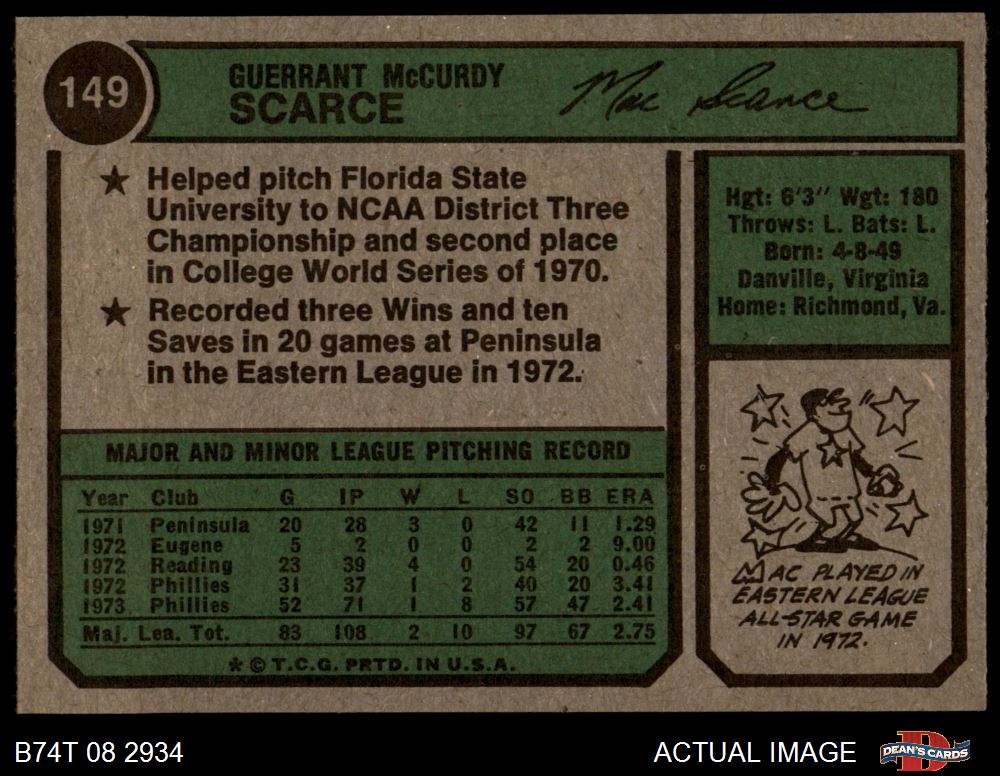 149
GUERRANT McCURDY
SCARCE
Mac Scarce
★ Helped pitch Florida State
University to NCAA District Three
Championship and second place
in College World Series of 1970.
★ Recorded three Wins and ten
Saves in 20 games at Peninsula
in the Eastern League in 1972.
Hgt: 6'3" Wgt: 180
Throws: L. Bats: L.
Born: 4-8-49
Danville, Virginia
Home: Richmond, Va.
MAJOR AND MINOR LEAGUE PITCHING RECORD
Year Club G IP W L SO BB ERA
1971 Peninsula 20 28 3 0 42 11 1.29
1972 Eugene 5 2 0 0 2 2 9.00
1972 Reading 23 39 4 0 54 20 0.46
1972 Phillies 31 37 1 2 40 20 3.41
1973 Phillies 52 71 1 8 57 47 2.41
Maj. Lea. Tot. 83 108 2 10 97 67 2.75
* © T.C.G. PRTD. IN U.S.A.
MAC PLAYED IN
EASTERN LEAGUE
ALL-STAR GAME
IN 1972.
B74T 08 2934
ACTUAL IMAGE
D
DEAN'S CARDS